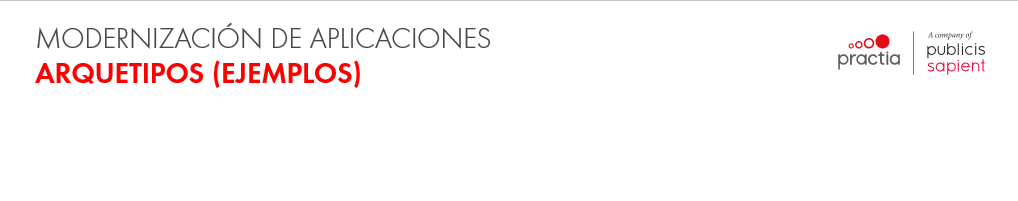 MODERNIZACIÓN DE APLICACIONES
ARQUETIPOS (EJEMPLOS)
practia
A company of
publicis
sapient